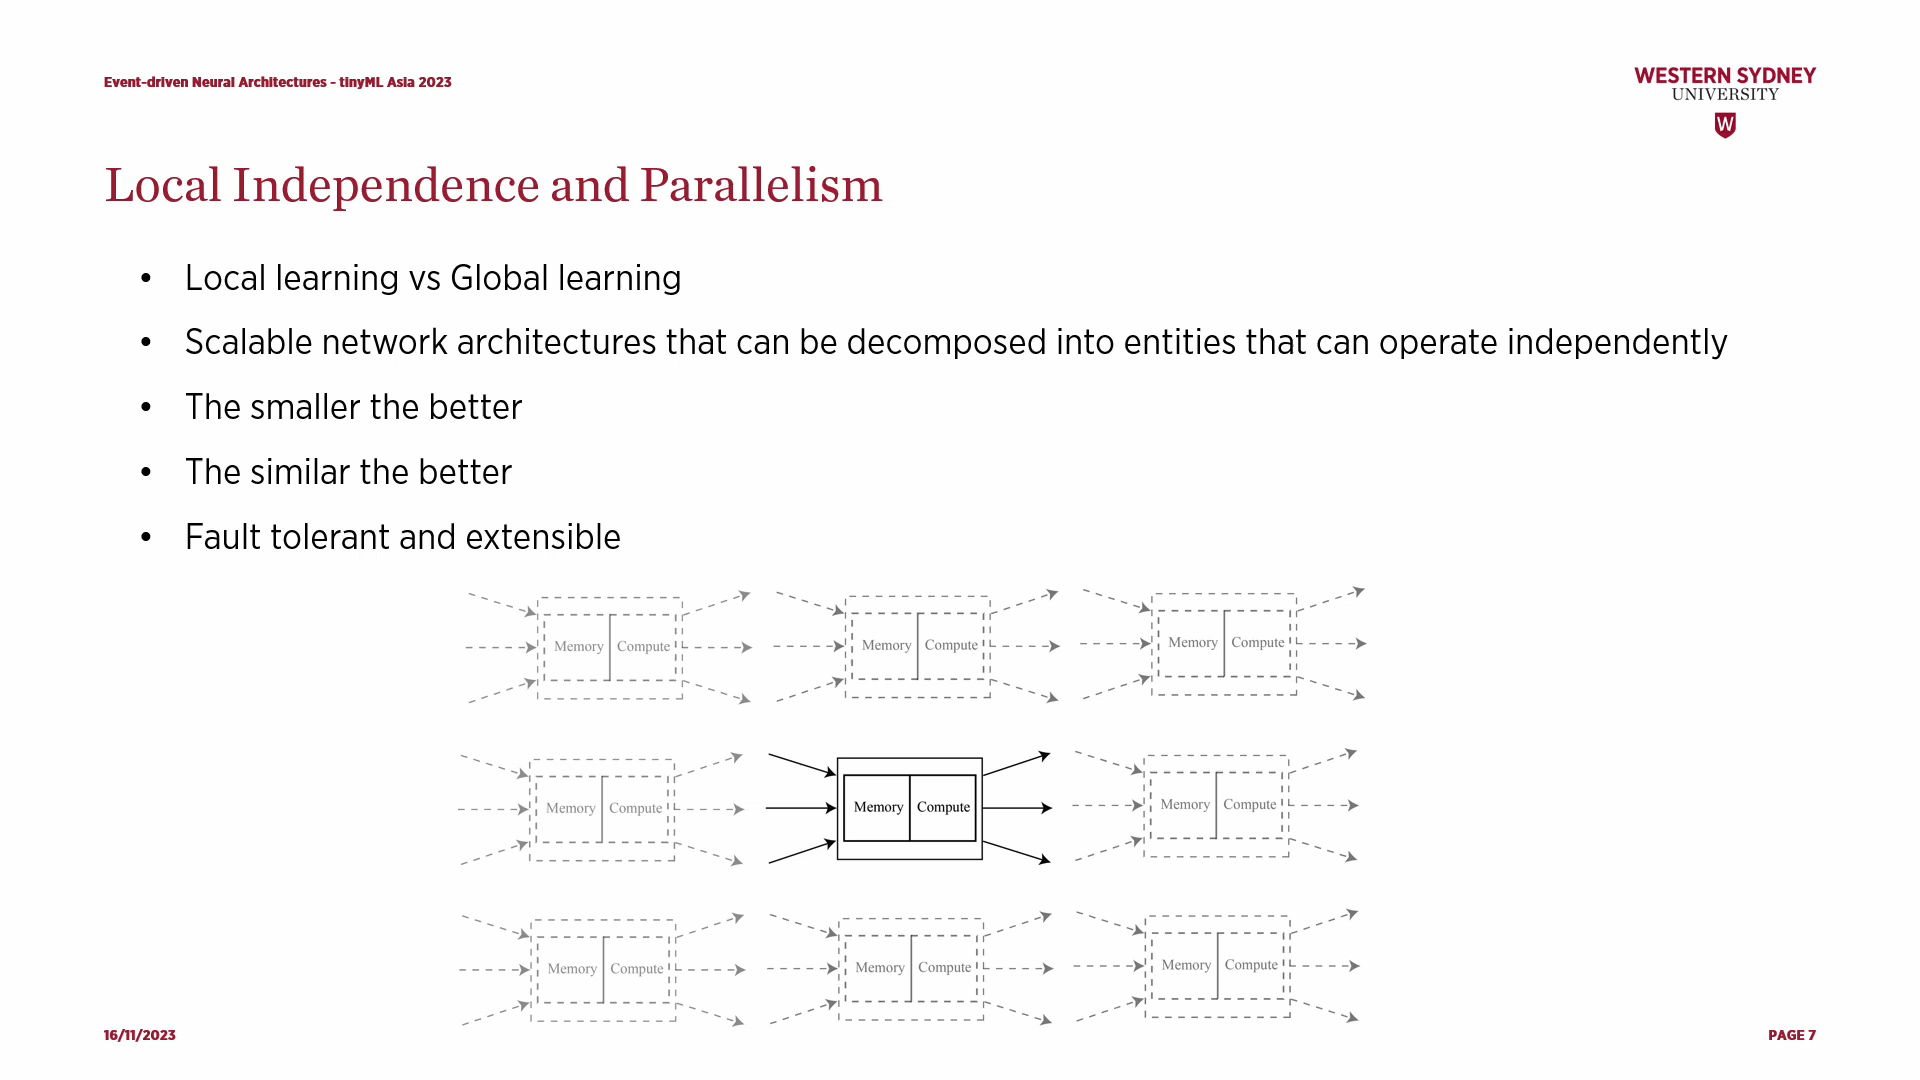 Event-driven Neural Architectures - tinyML Asia 2023
WESTERN SYDNEY
UNIVERSITY
W
Local Independence and Parallelism
• Local learning vs Global learning
• Scalable network architectures that can be decomposed into entities that can operate independently
• The smaller the better
• The similar the better
• Fault tolerant and extensible
Memory Compute Memory Compute Memory Compute
Memory Compute Memory Compute Memory Compute
Memory Compute Memory Compute Memory Compute
16/11/2023
PAGE 7